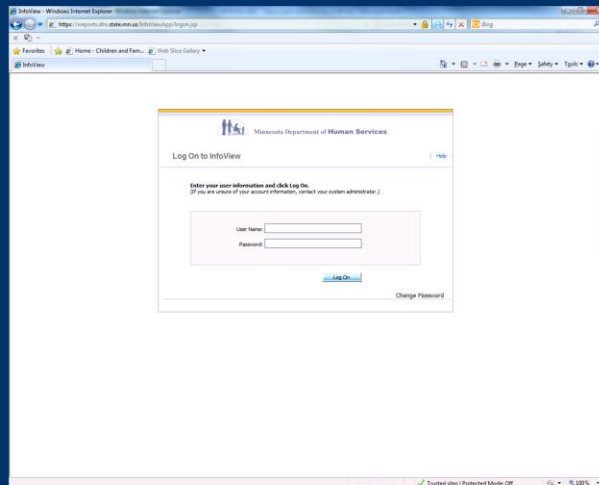 InfoView - Windows Internet Explorer
https://vreports.dhs.state.mn.us/InfoViewApp/logon.jsp
Bing
Favorites Home - Children and Fam... Web Slice Gallery
InfoView
Page Safety Tools
Minnesota Department of Human Services
Log On to InfoView
Help
Enter your user information and click Log On.
(If you are unsure of your account information, contact your system administrator.)
User Name:
Password:
Log On
Change Password
Trusted sites | Protected Mode: Off
100%